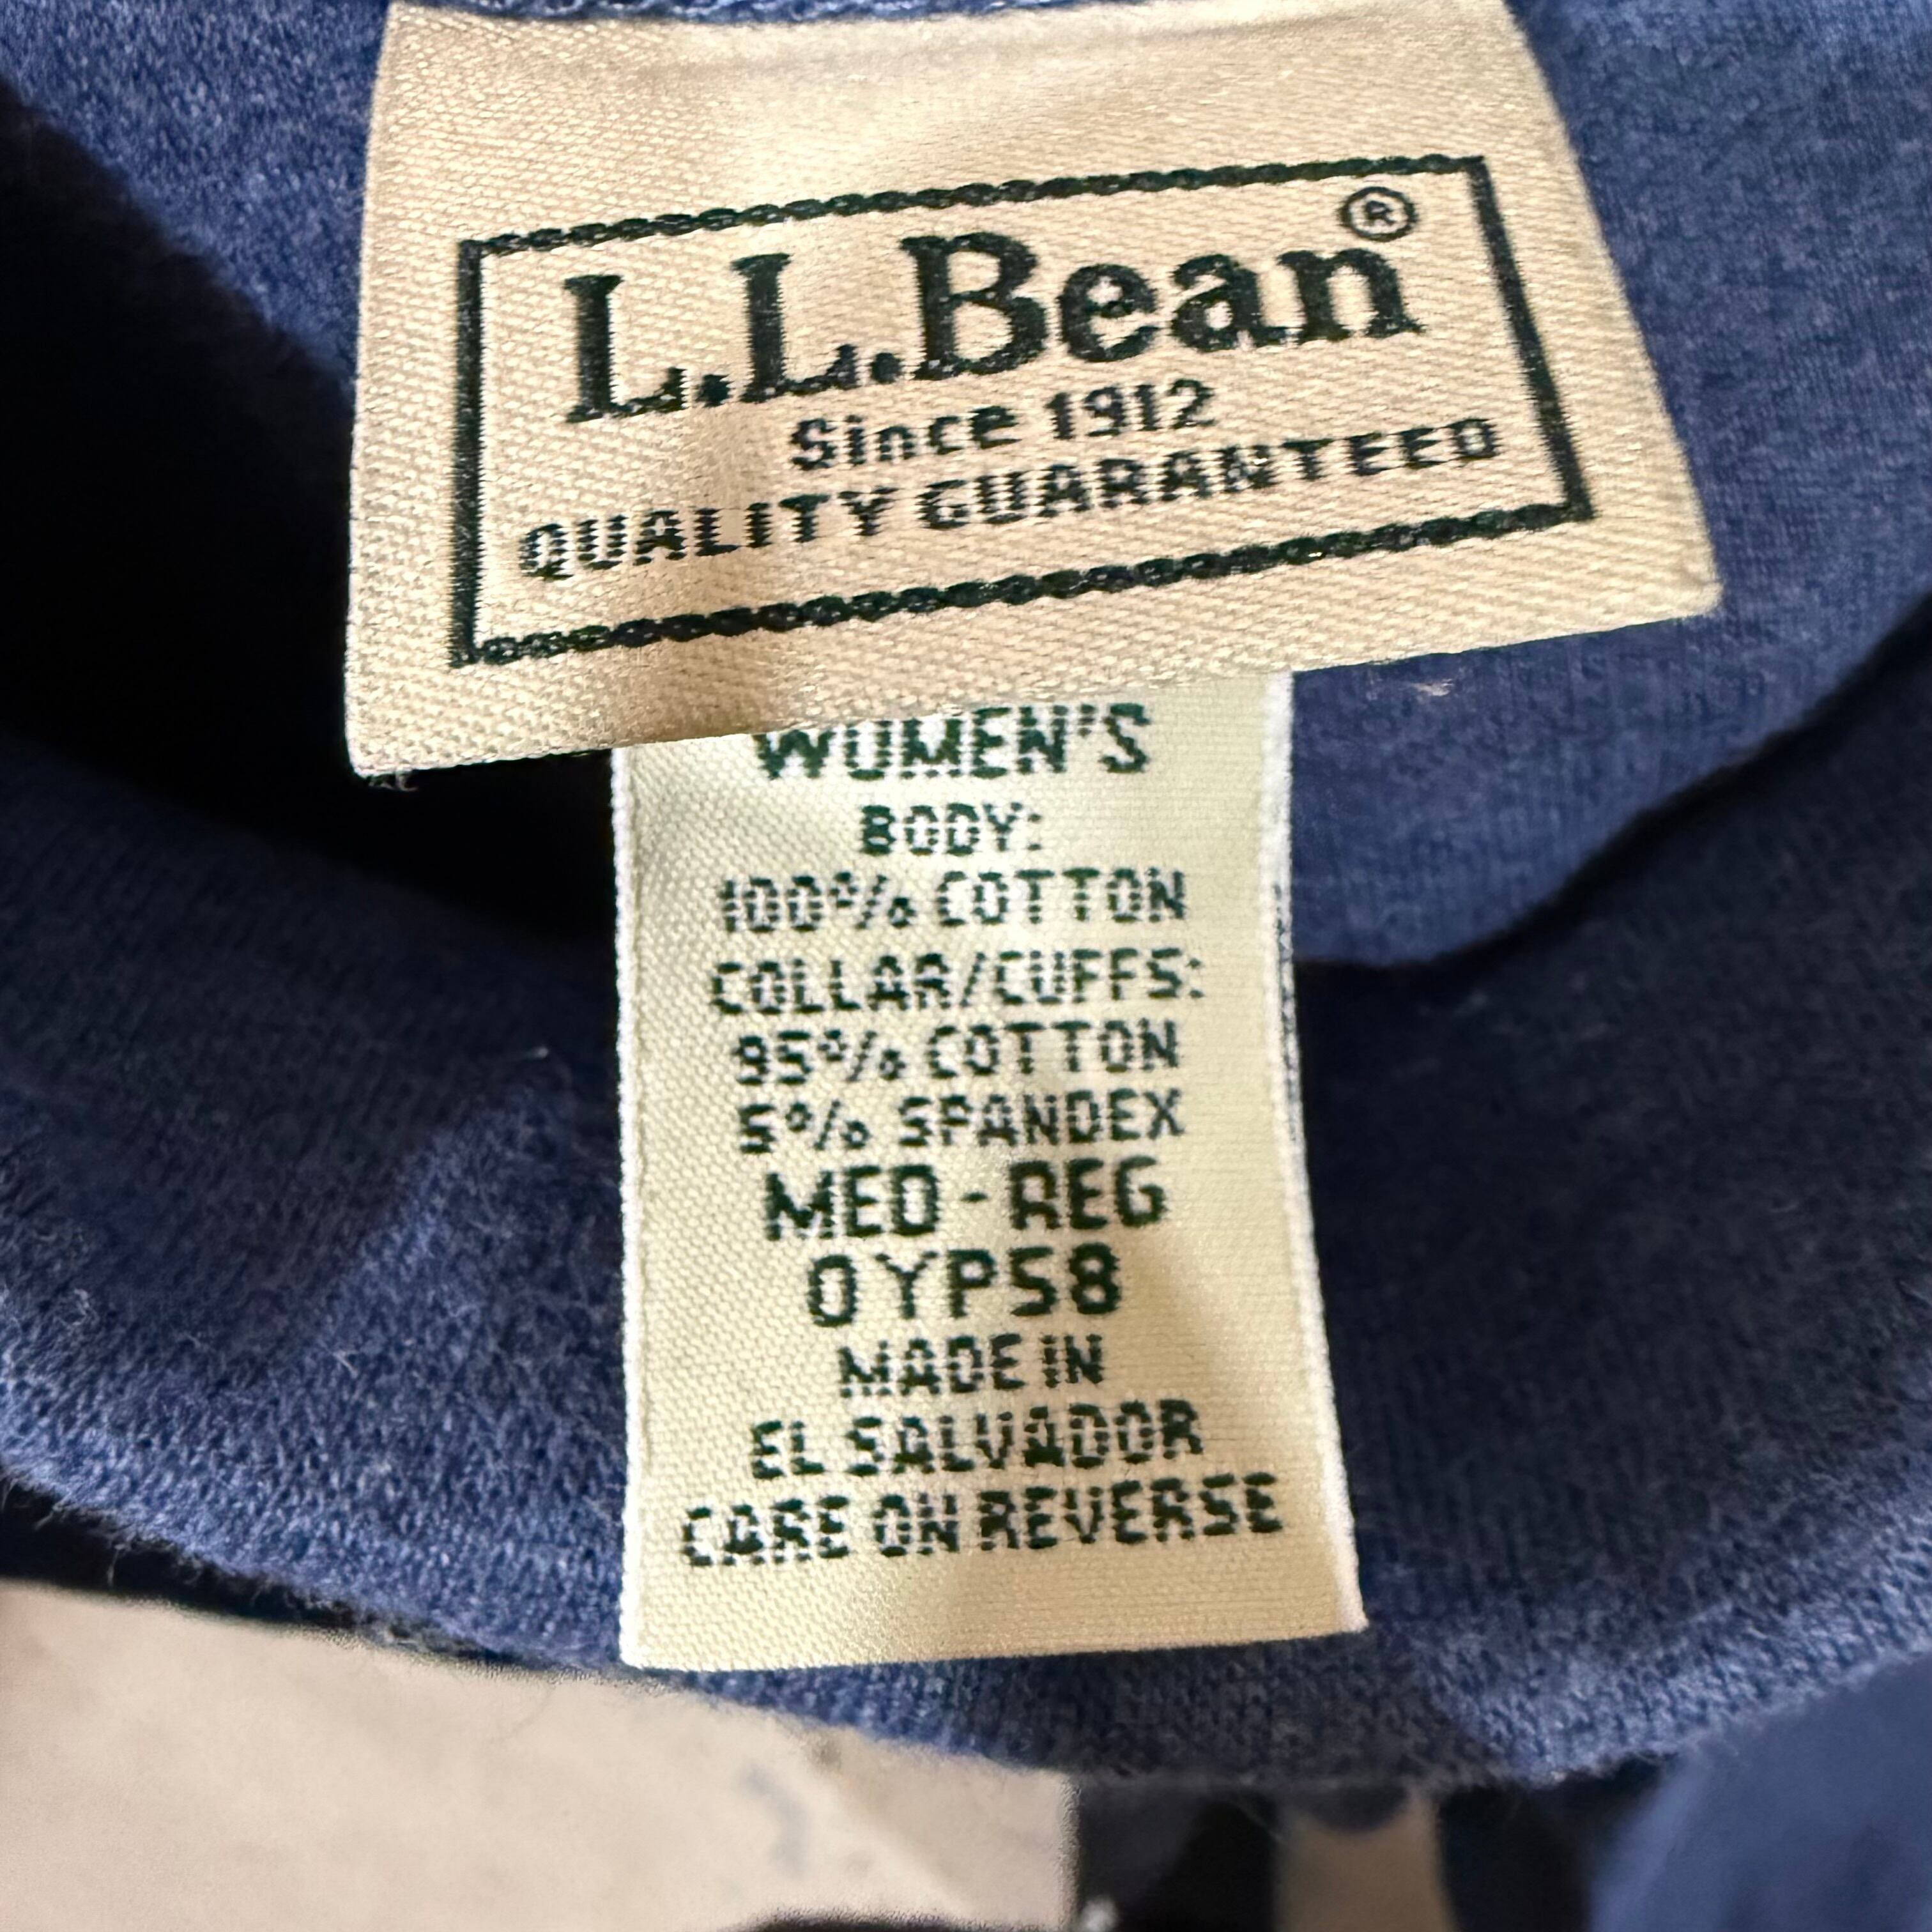 L.L.Bean®
Since 1912
QUALITY GUARANTEED
WOMEN'S
BODY:
100% COTTON
COLLAR/CUFFS:
95% COTTON
5% SPANDEX
MED-REG
0YP58
MADE IN
EL SALVADOR
CARE ON REVERSE